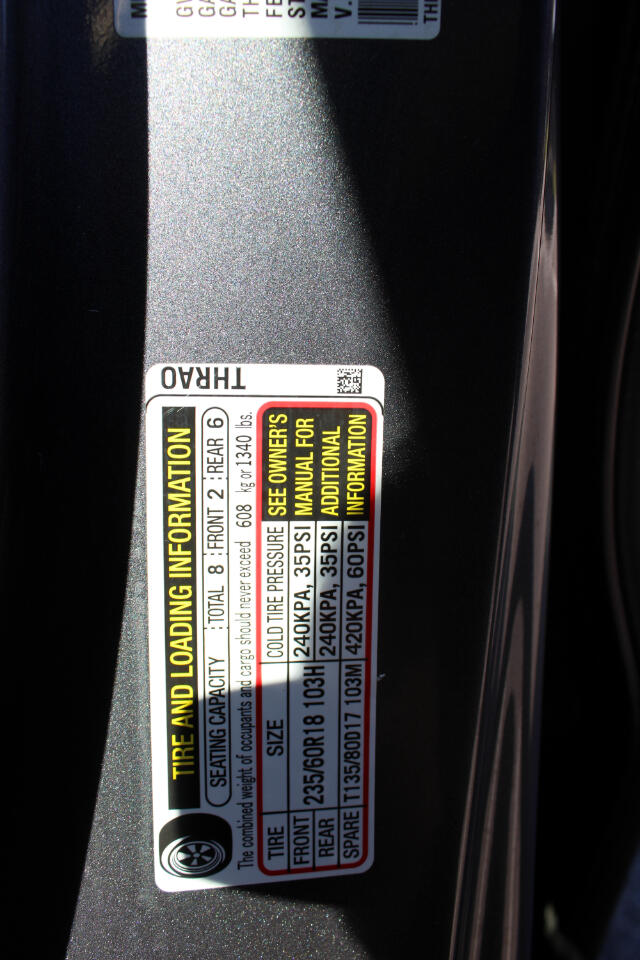 THRAO
TIRE AND LOADING INFORMATION
SEATING CAPACITY : TOTAL 8 : FRONT 2 : REAR 6
The combined weight of occupants and cargo should never exceed 608 kg or 1340 lbs.
TIRE SIZE COLD TIRE PRESSURE
FRONT 235/60R18 103H 240KPA, 35PSI
REAR 240KPA, 35PSI
SPARE T135/80D17 103M 420KPA, 60PSI
SEE OWNER'S
MANUAL FOR
ADDITIONAL
INFORMATION